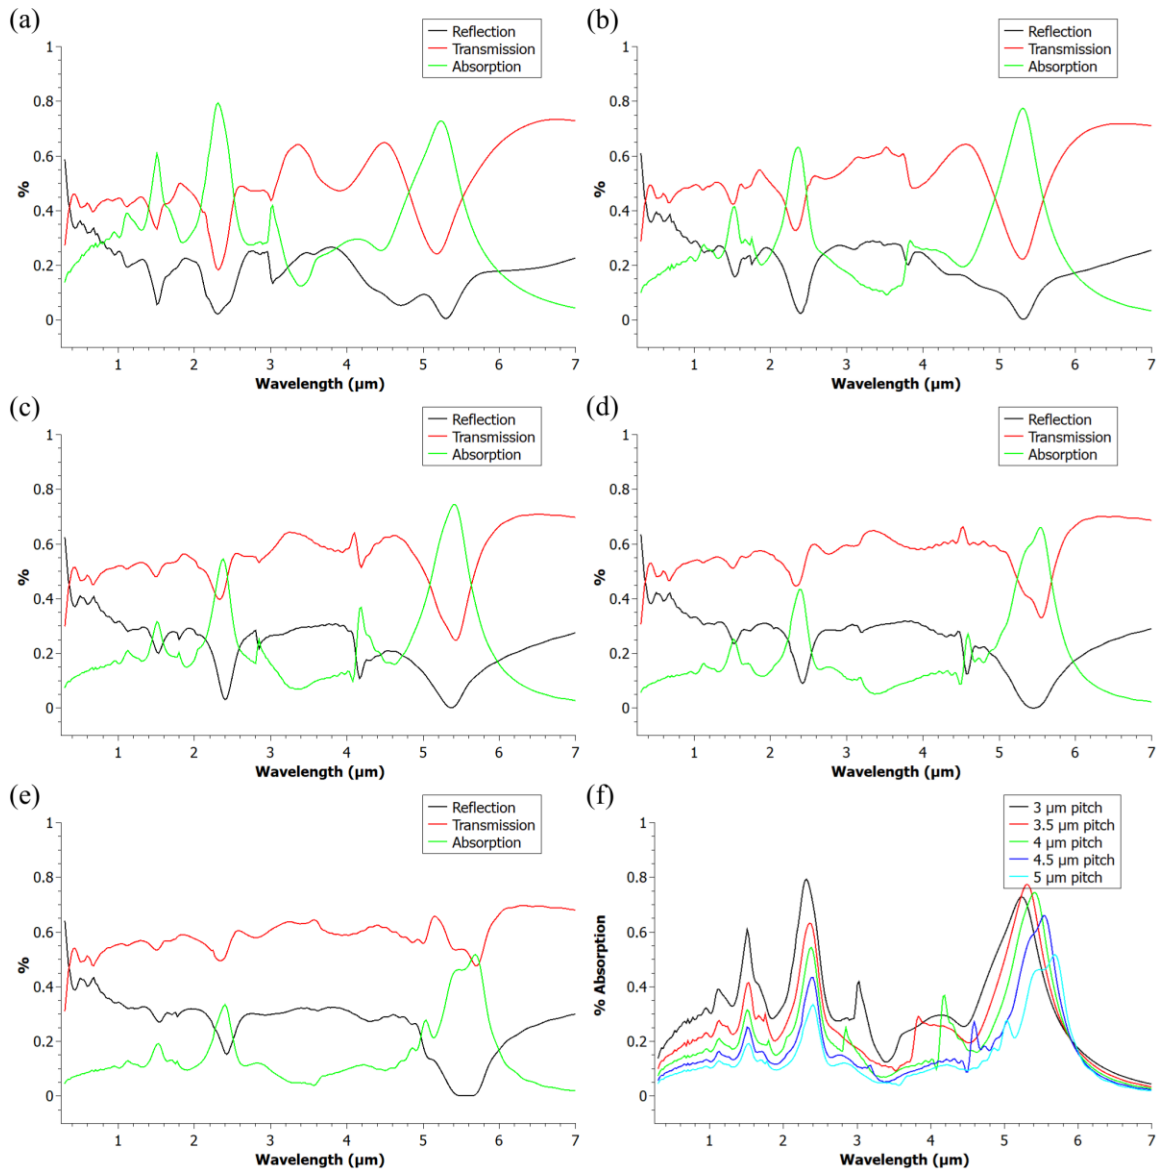 (a)
Reflection
Transmission
Absorption
1
0.8
0.6
%
0.4
0.2
0
1 2 3 4 5 6 7
Wavelength (µm)
(b)
Reflection
Transmission
Absorption
1
0.8
0.6
%
0.4
0.2
0
1 2 3 4 5 6 7
Wavelength (µm)
(c)
Reflection
Transmission
Absorption
1
0.8
0.6
%
0.4
0.2
0
1 2 3 4 5 6 7
Wavelength (µm)
(d)
Reflection
Transmission
Absorption
1
0.8
0.6
%
0.4
0.2
0
1 2 3 4 5 6 7
Wavelength (µm)
(e)
Reflection
Transmission
Absorption
1
0.8
0.6
%
0.4
0.2
0
1 2 3 4 5 6 7
Wavelength (µm)
(f)
3 µm pitch
3.5 µm pitch
4 µm pitch
4.5 µm pitch
5 µm pitch
1
0.8
0.6
% Absorption
0.4
0.2
0
1 2 3 4 5 6 7
Wavelength (µm)